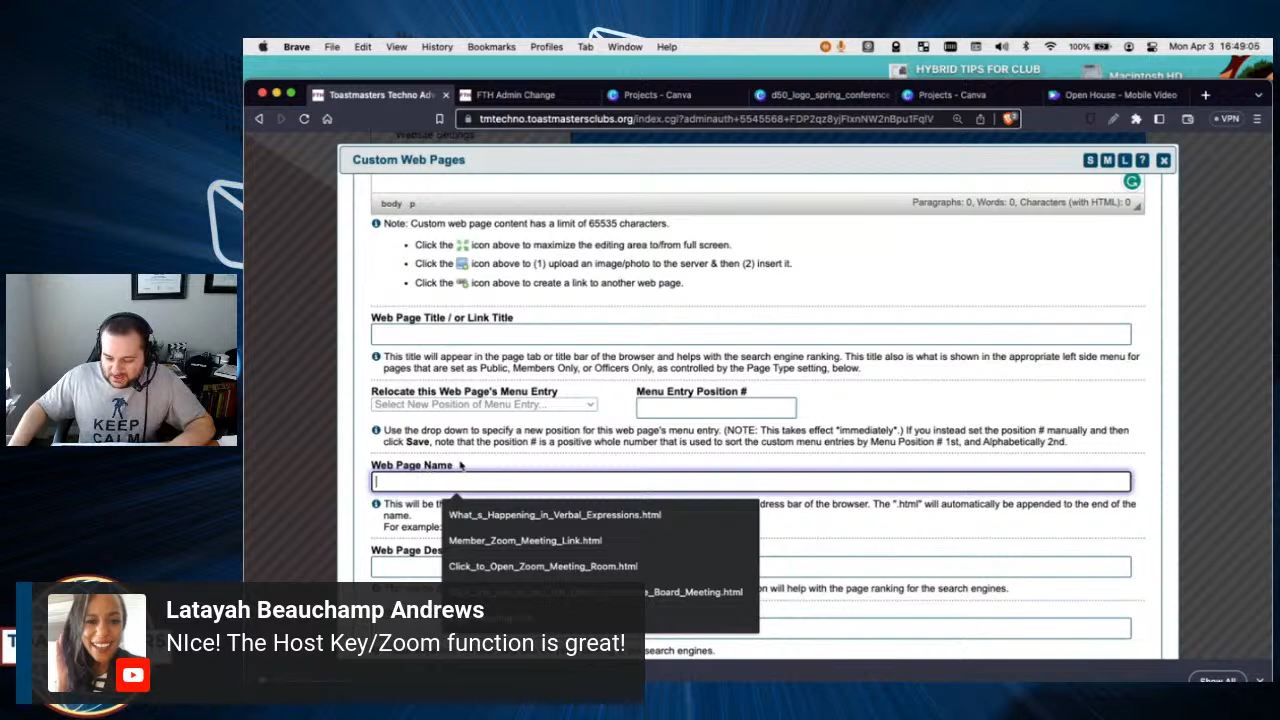 Brave File Edit View History Bookmarks Profiles Tab Window Help 100% Mon Apr 3 16:49:05
HYBRID TIPS FOR CLUB
Macintosh HD
Toastmasters Techno Ad FTH Admin Change Projects - Canva d50_logo_spring_conference Projects - Canva Open House - Mobile Video
VPN
Website Settings
Custom Web Pages S M L ?
body p Paragraphs: 0, Words: 0, Characters (with HTML): 0
Note: Custom web page content has a limit of 65535 characters.
• Click the icon above to maximize the editing area to/from full screen.
• Click the icon above to (1) upload an image/photo to the server & then (2) insert it.
• Click the icon above to create a link to another web page.
Web Page Title / or Link Title
This title will appear in the page tab or title bar of the browser and helps with the search engine ranking. This title also is what is shown in the appropriate left side menu for
pages that are set as Public, Members Only, or Officers Only, as controlled by the Page Type setting, below.
Relocate this Web Page's Menu Entry Menu Entry Position #
Select New Position of Menu Entry...
Use the drop down to specify a new position for this web page's menu entry. (NOTE: This takes effect *immediately*.) If you instead set the position # manually and then
click Save, note that the position # is a positive whole number that is used to sort the custom menu entries by Menu Position # 1st, and Alphabetically 2nd.
Web Page Name
This will be th dress bar of the browser. The ".html" will automatically be appended to the end of the
name.
For example:
What_s_Happening_in_Verbal_Expressions.html
Member_Zoom_Meeting_Link.html
Click_to_Open_Zoom_Meeting_Room.html
e_Board_Meeting.html
Web Page Des
on will help with the page ranking for the search engines.
search engines.
Show All
KEEP
CALM
Latayah Beauchamp Andrews
NIce! The Host Key/Zoom function is great!